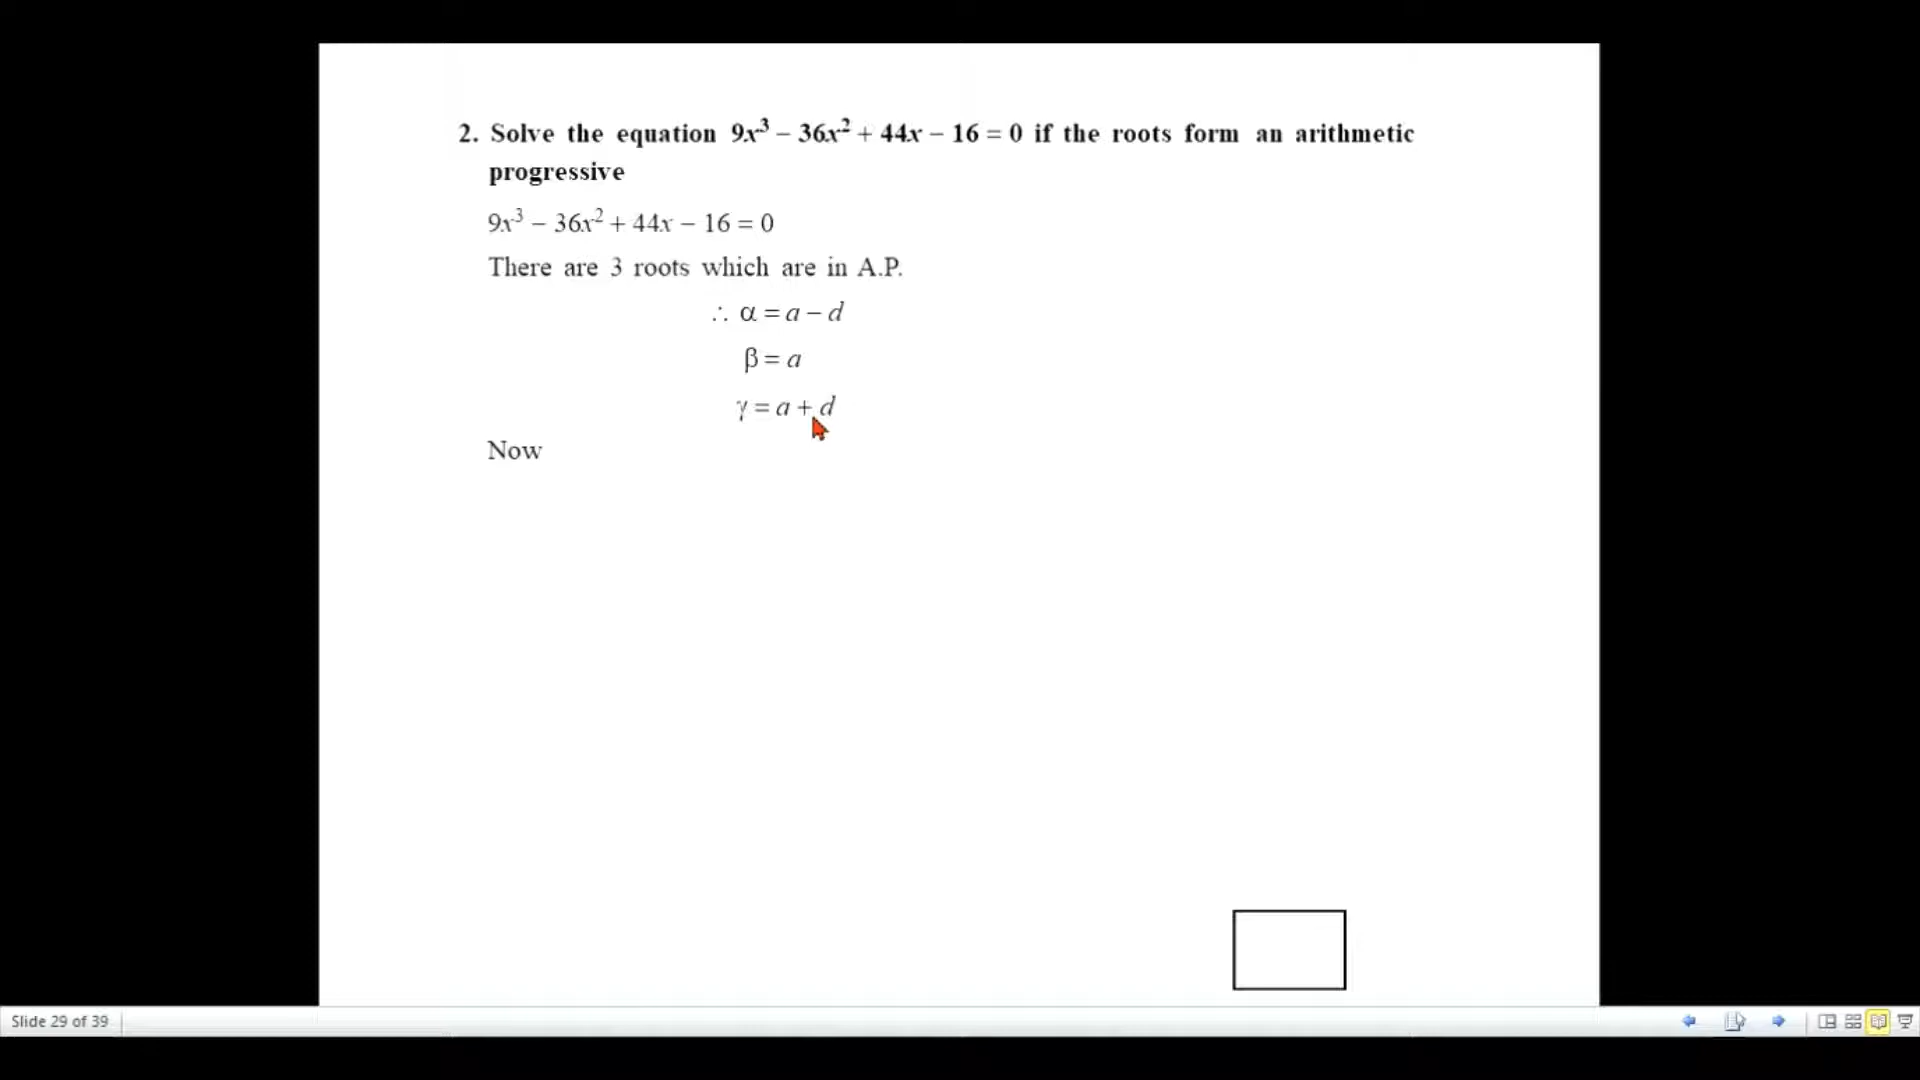 2. Solve the equation 9x³ – 36x² + 44x – 16 = 0 if the roots form an arithmetic
progressive
9x³ – 36x² + 44x – 16 = 0
There are 3 roots which are in A.P.
∴ α = a – d
β = a
γ = a + d
Now
Slide 29 of 39